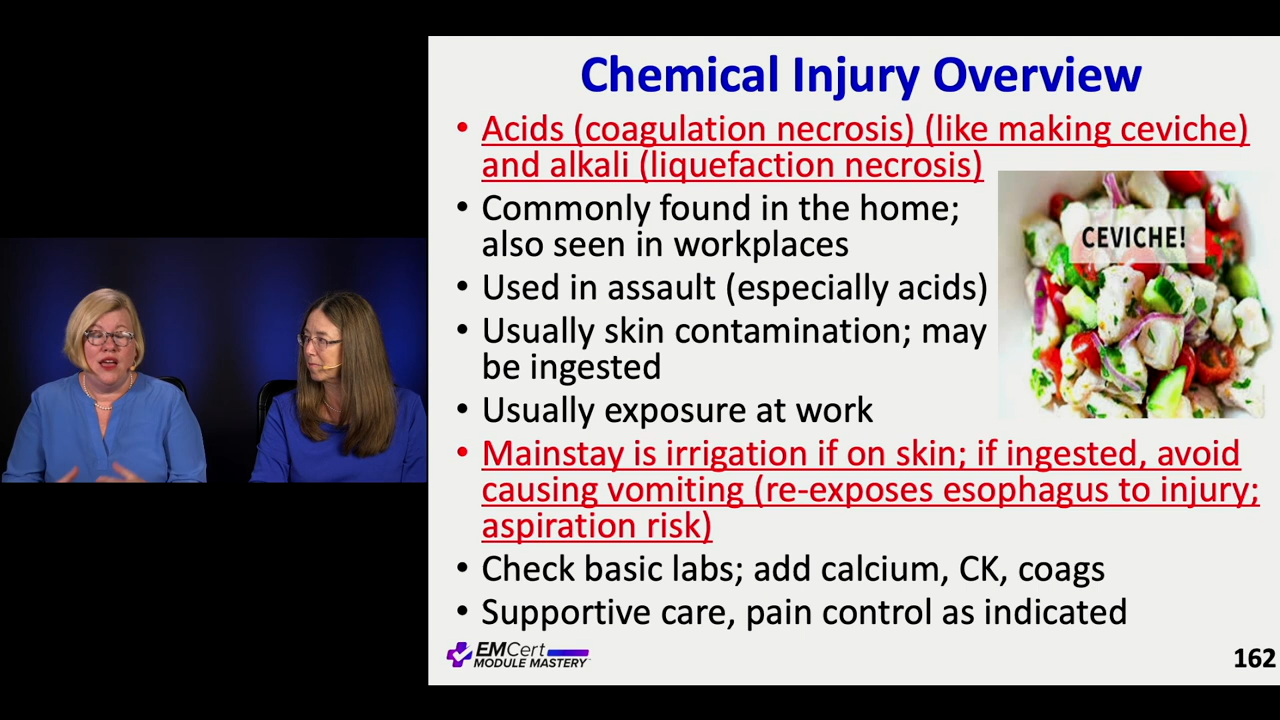 Chemical Injury Overview
• Acids (coagulation necrosis) (like making ceviche)
and alkali (liquefaction necrosis)
• Commonly found in the home;
also seen in workplaces
CEVICHE!
• Used in assault (especially acids)
• Usually skin contamination; may
be ingested
• Usually exposure at work
• Mainstay is irrigation if on skin; if ingested, avoid
causing vomiting (re-exposes esophagus to injury;
aspiration risk)
• Check basic labs; add calcium, CK, coags
• Supportive care, pain control as indicated
EMCert
MODULE MASTERY
162